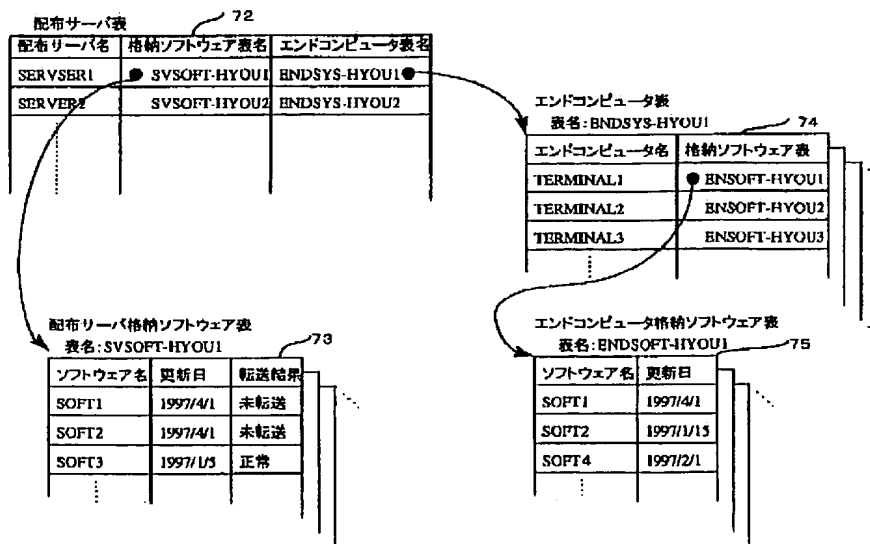 配布サーバ表
72
配布サーバ名 格納ソフトウェア表名 エンドコンピュータ表名
SERVSER1 SVSOFT-HYOU1 ENDSYS-HYOU1
SERVER2 SVSOFT-HYOU2 ENDSYS-HYOU2
エンドコンピュータ表
表名:ENDSYS-HYOU1
74
エンドコンピュータ名 格納ソフトウェア表
TERMINAL1 ENSOFT-HYOU1
TERMINAL2 ENSOFT-HYOU2
TERMINAL3 ENSOFT-HYOU3
配布サーバ格納ソフトウェア表
表名:SVSOFT-HYOU1
73
ソフトウェア名 更新日 転送結果
SOFT1 1997/4/1 未転送
SOFT2 1997/4/1 未転送
SOFT3 1997/1/5 正常
エンドコンピュータ格納ソフトウェア表
表名:ENDSOFT-HYOU1
75
ソフトウェア名 更新日
SOFT1 1997/4/1
SOFT2 1997/1/15
SOFT4 1997/2/1